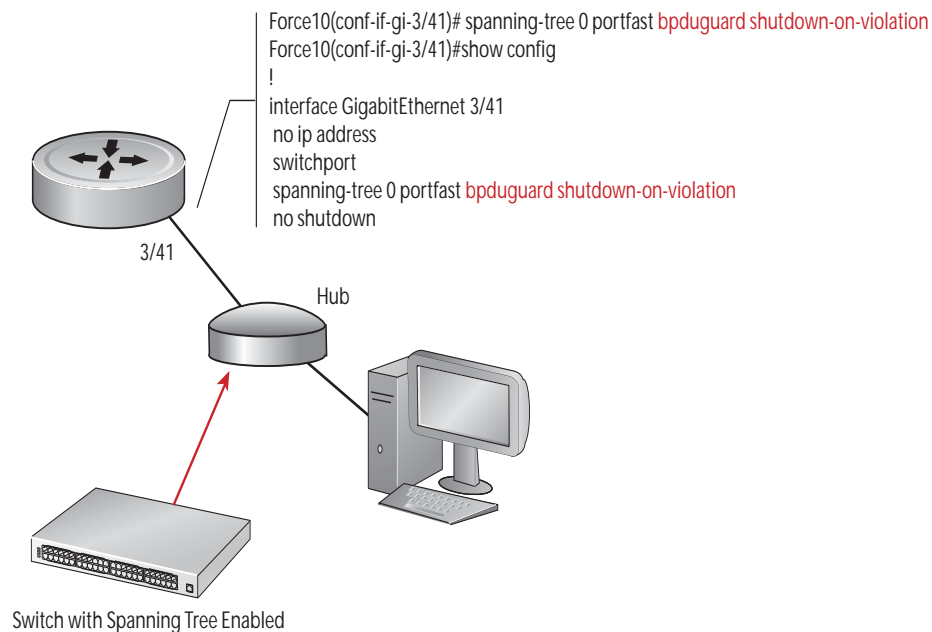 Force10(conf-if-gi-3/41)# spanning-tree 0 portfast bpduguard shutdown-on-violation
Force10(conf-if-gi-3/41)#show config
!
interface GigabitEthernet 3/41
no ip address
switchport
spanning-tree 0 portfast bpduguard shutdown-on-violation
no shutdown
3/41
Hub
Switch with Spanning Tree Enabled